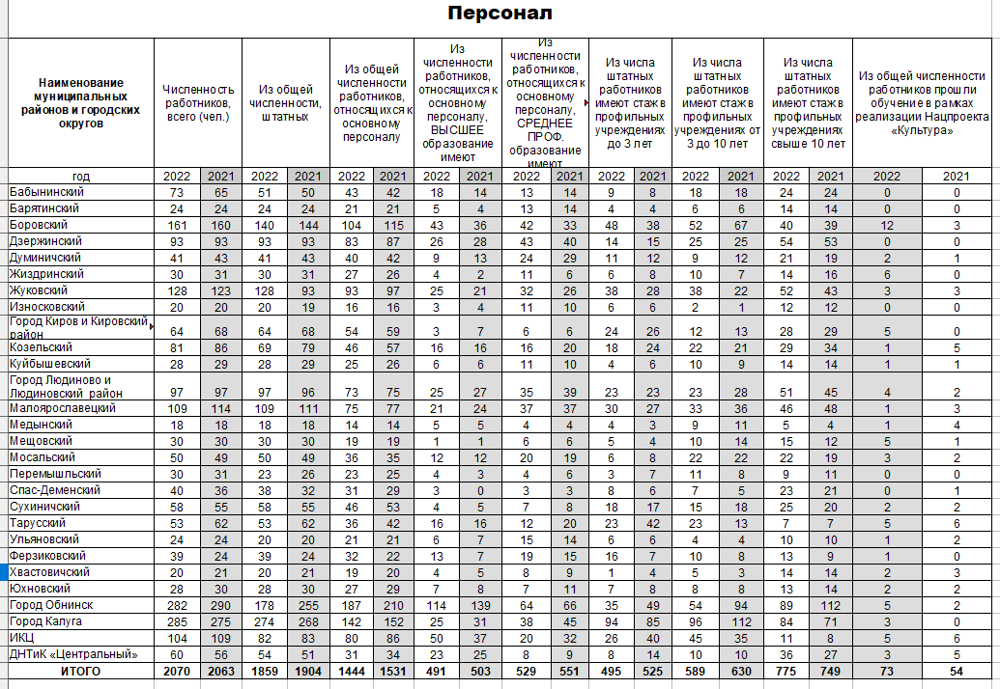 Персонал
Наименование муниципальных районов и городских округов | Численность работников, всего (чел.) | Из общей численности, штатных | Из общей численности работников, относящихся к основному персоналу | Из численности работников, относящихся к основному персоналу, ВЫСШЕЕ образование имеют | Из численности работников, относящихся к основному персоналу, СРЕДНЕЕ ПРОФ. образование имеют | Из числа штатных работников имеют стаж в профильных учреждениях до 3 лет | Из числа штатных работников имеют стаж в профильных учреждениях от 3 до 10 лет | Из числа штатных работников имеют стаж в профильных учреждениях свыше 10 лет | Из общей численности работников прошли обучение в рамках реализации Нацпроекта «Культура»
год 2022 2021 2022 2021 2022 2021 2022 2021 2022 2021 2022 2021 2022 2021 2022 2021 2022 2021
Бабынинский 73 65 51 50 43 42 18 14 13 14 9 8 18 18 24 24 0 0
Барятинский 24 24 24 24 21 21 5 4 13 14 4 4 6 6 14 14 0 0
Боровский 161 160 140 144 104 115 43 36 42 33 48 38 52 67 40 39 12 3
Дзержинский 93 93 93 93 83 87 26 28 43 40 14 15 25 25 54 53 0 0
Думиничский 41 43 41 43 40 42 9 13 24 29 11 12 9 12 21 19 2 1
Жиздринский 30 31 30 31 27 26 4 2 11 6 6 8 10 7 14 16 6 0
Жуковский 128 123 128 93 93 97 25 21 32 26 38 28 38 22 52 43 3 3
Износковский 20 20 20 19 16 16 3 4 11 10 6 6 2 1 12 12 0 0
Город Киров и Кировский район 64 68 64 68 54 59 3 7 6 6 24 26 12 13 28 29 5 0
Козельский 81 86 69 79 46 57 16 16 16 20 18 24 22 21 29 34 1 5
Куйбышевский 28 29 28 29 25 26 6 6 11 10 4 6 10 9 14 14 1 1
Город Людиново и Людиновский район 97 97 97 96 73 75 25 27 35 39 23 23 23 28 51 45 4 2
Малоярославецкий 109 114 109 111 75 77 21 24 37 37 30 27 33 36 46 48 1 3
Медынский 18 18 18 18 14 14 5 5 4 4 4 3 9 11 5 4 1 4
Мещовский 30 30 30 30 19 19 1 1 6 6 5 4 10 14 15 12 5 1
Мосальский 50 49 50 49 36 35 12 12 20 19 6 8 22 22 22 19 3 2
Перемышльский 30 31 23 26 23 25 4 3 4 6 3 7 11 8 9 11 0 0
Спас-Деменский 40 36 38 32 31 29 3 0 3 3 8 6 7 5 23 21 0 1
Сухиничский 58 55 58 55 46 53 4 5 7 8 18 17 15 18 25 20 2 2
Тарусский 53 62 53 62 36 42 16 16 12 20 23 42 23 13 7 7 5 6
Ульяновский 24 24 20 20 21 21 6 7 15 14 6 6 4 4 10 10 1 2
Ферзиковский 39 24 39 24 32 22 13 7 19 15 16 7 10 8 13 9 1 0
Хвастовичский 20 21 20 21 19 20 4 5 8 9 1 4 5 3 14 14 2 3
Юхновский 28 30 28 30 27 29 7 8 7 11 7 8 8 8 13 14 2 2
Город Обнинск 282 290 178 255 187 210 114 139 64 66 35 49 54 94 89 112 5 2
Город Калуга 285 275 274 268 142 152 25 31 38 45 94 85 96 112 84 71 3 0
ИКЦ 104 109 82 83 80 86 50 37 20 32 26 40 45 35 11 8 5 6
ДНТиК «Центральный» 60 56 54 51 31 34 23 25 8 9 8 14 10 10 36 27 3 5
ИТОГО 2070 2063 1859 1904 1444 1531 491 503 529 551 495 525 589 630 775 749 73 54